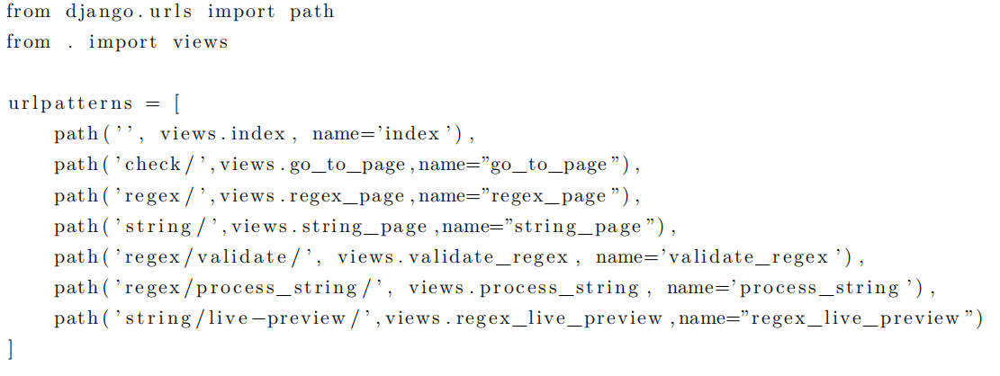 from django.urls import path
from . import views
urlpatterns = [
path('', views.index, name='index'),
path('check/',views.go_to_page,name="go_to_page"),
path('regex/',views.regex_page,name="regex_page"),
path('string/',views.string_page,name="string_page"),
path('regex/validate/', views.validate_regex, name='validate_regex'),
path('regex/process_string/', views.process_string, name='process_string'),
path('string/live-preview/',views.regex_live_preview,name="regex_live_preview")
]